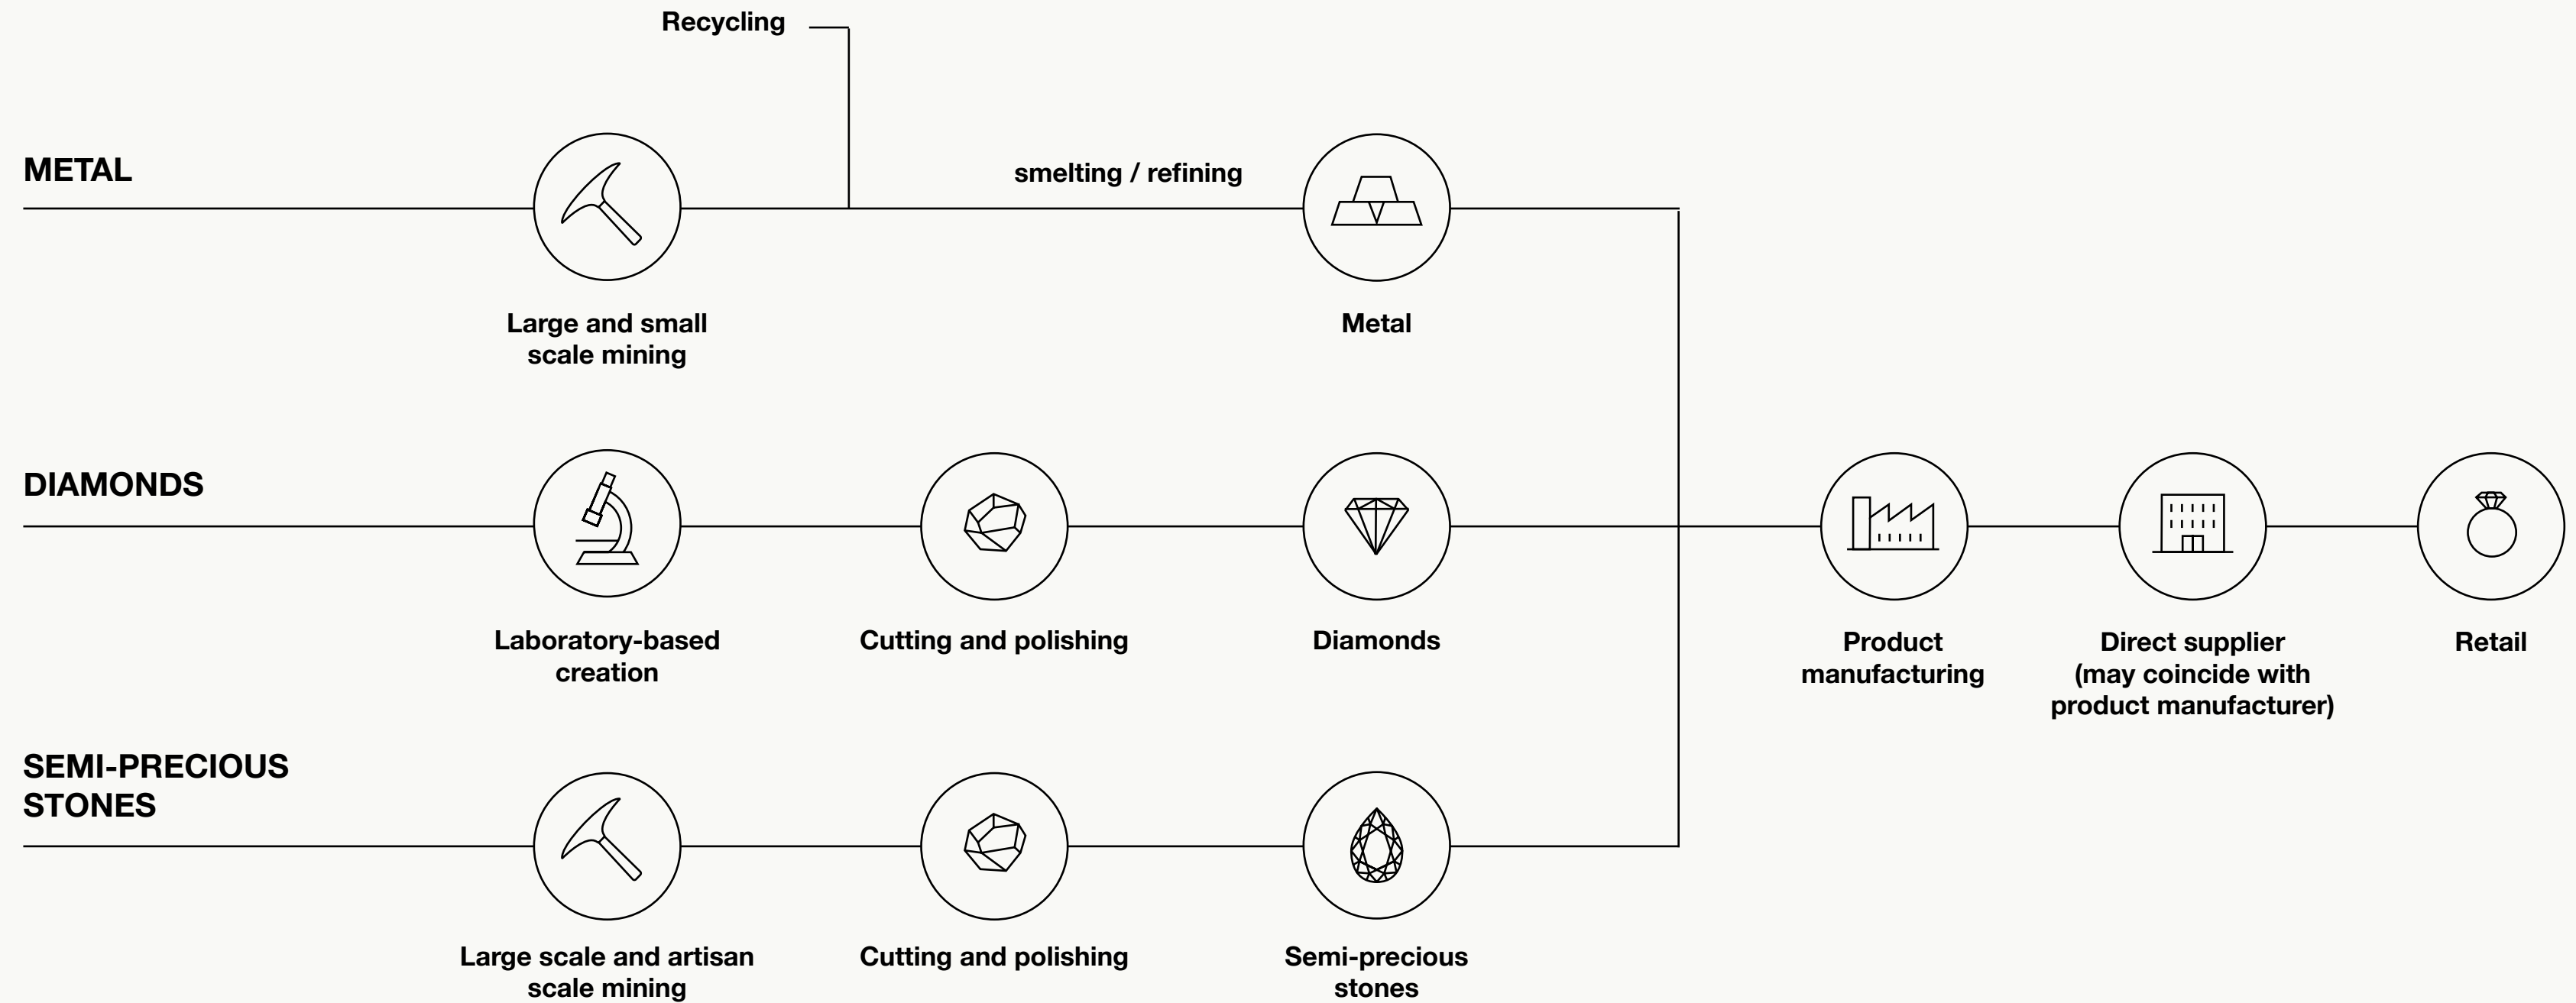 Recycling
METAL
smelting / refining
Large and small
scale mining
Metal
DIAMONDS
Laboratory-based
creation
Cutting and polishing
Diamonds
Product
manufacturing
Direct supplier
(may coincide with
product manufacturer)
Retail
SEMI-PRECIOUS
STONES
Large scale and artisan
scale mining
Cutting and polishing
Semi-precious
stones